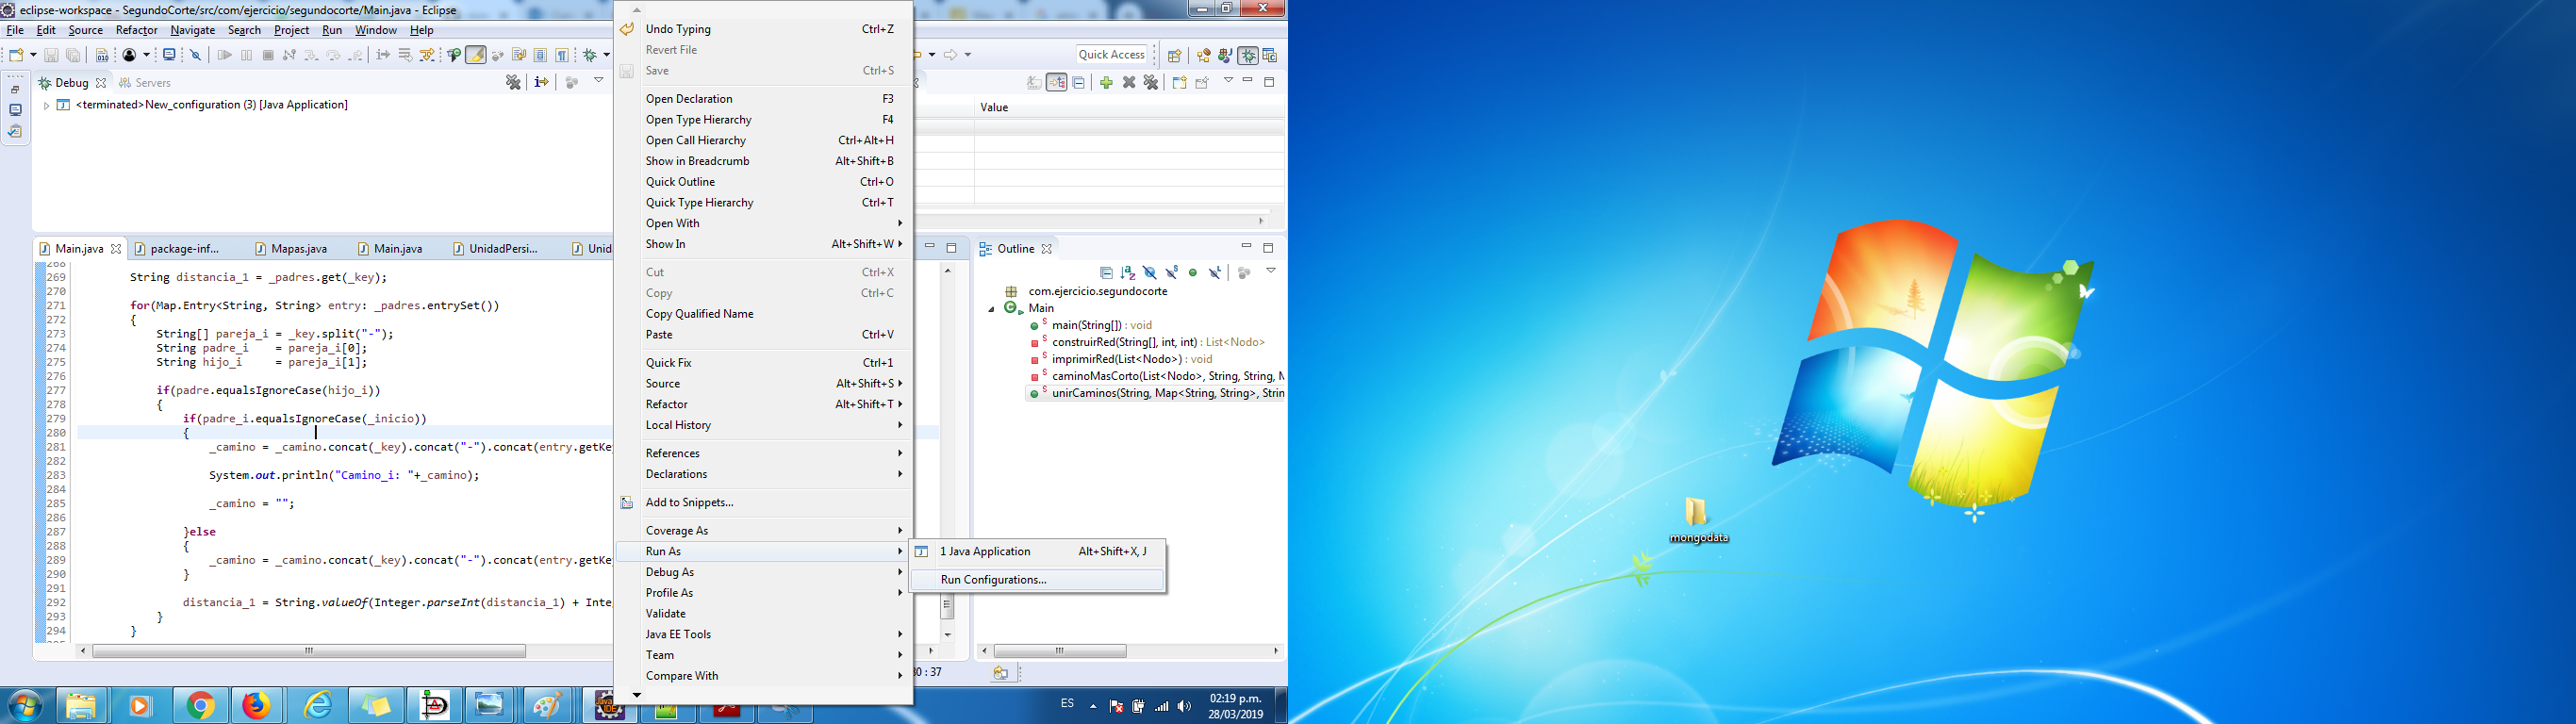 eclipse-workspace - SegundoCorte/src/com/ejercicio/segundocorte/Main.java - Eclipse
File Edit Source Refactor Navigate Search Project Run Window Help
Quick Access
Debug
Servers
<terminated>New_configuration (3) [Java Application]
Value
Main.java
package-inf...
Mapas.java
Main.java
UnidadPersi...
Unid
269 String distancia_1 = _padres.get(_key);
270
271 for(Map.Entry<String, String> entry: _padres.entrySet())
272 {
273 String[] pareja_i = _key.split("-");
274 String padre_i = pareja_i[0];
275 String hijo_i = pareja_i[1];
276
277 if(padre.equalsIgnoreCase(hijo_i))
278 {
279 if(padre_i.equalsIgnoreCase(_inicio))
280 {
281 _camino = _camino.concat(_key).concat("-").concat(entry.getKe
282
283 System.out.println("Camino_i: "+_camino);
284
285 _camino = "";
286
287 }else
288 {
289 _camino = _camino.concat(_key).concat("-").concat(entry.getKe
290 }
291
292 distancia_1 = String.valueOf(Integer.parseInt(distancia_1) + Inte
293 }
294 }
Undo Typing Ctrl+Z
Revert File
Save Ctrl+S
Open Declaration F3
Open Type Hierarchy F4
Open Call Hierarchy Ctrl+Alt+H
Show in Breadcrumb Alt+Shift+B
Quick Outline Ctrl+O
Quick Type Hierarchy Ctrl+T
Open With
Show In Alt+Shift+W
Cut Ctrl+X
Copy Ctrl+C
Copy Qualified Name
Paste Ctrl+V
Quick Fix Ctrl+1
Source Alt+Shift+S
Refactor Alt+Shift+T
Local History
References
Declarations
Add to Snippets...
Coverage As
Run As
Debug As
Profile As
Validate
Java EE Tools
Team
Compare With
1 Java Application Alt+Shift+X, J
Run Configurations...
Outline
com.ejercicio.segundocorte
Main
main(String[]) : void
construirRed(String[], int, int) : List<Nodo>
imprimirRed(List<Nodo>) : void
caminoMasCorto(List<Nodo>, String, String, M
unirCaminos(String, Map<String, String>, Strin
: 37
ES
02:19 p.m.
28/03/2019
mongodata